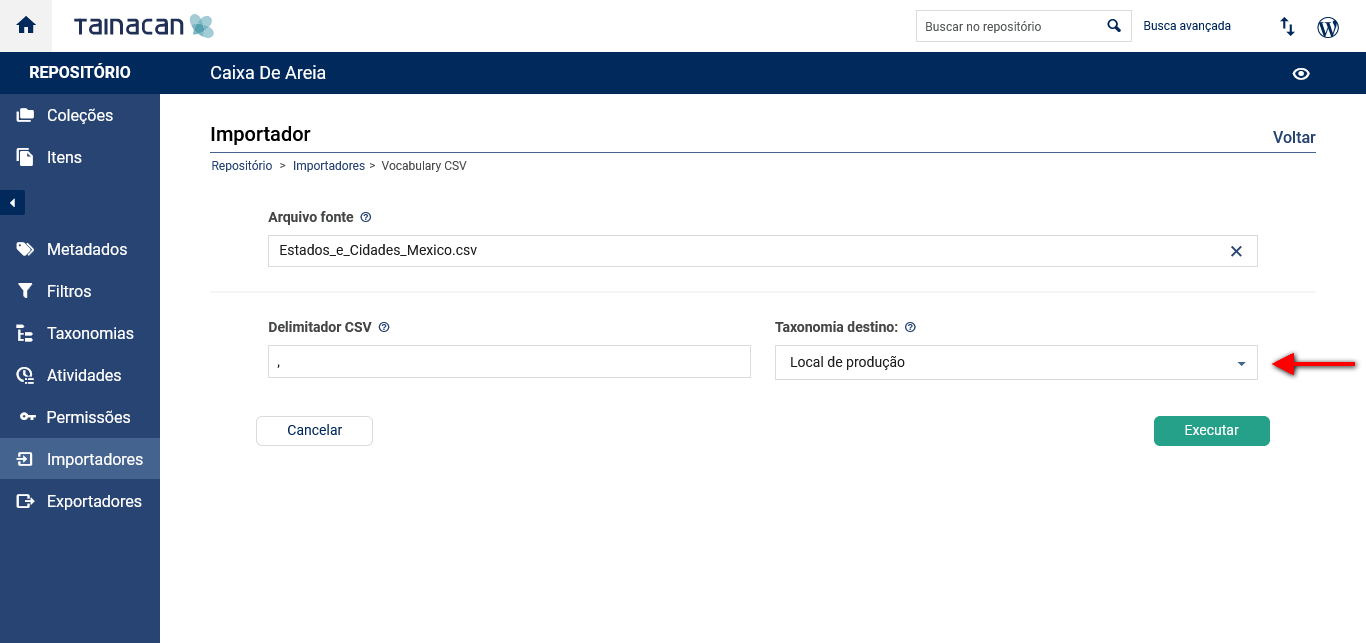 Tainacan
Buscar no repositório
Busca avançada
REPOSITÓRIO
Caixa De Areia
Coleções
Itens
Metadados
Filtros
Taxonomias
Atividades
Permissões
Importadores
Exportadores
Importador
Voltar
Repositório > Importadores > Vocabulary CSV
Arquivo fonte
Estados_e_Cidades_Mexico.csv
Delimitador CSV
Taxonomia destino:
,
Local de produção
Cancelar
Executar